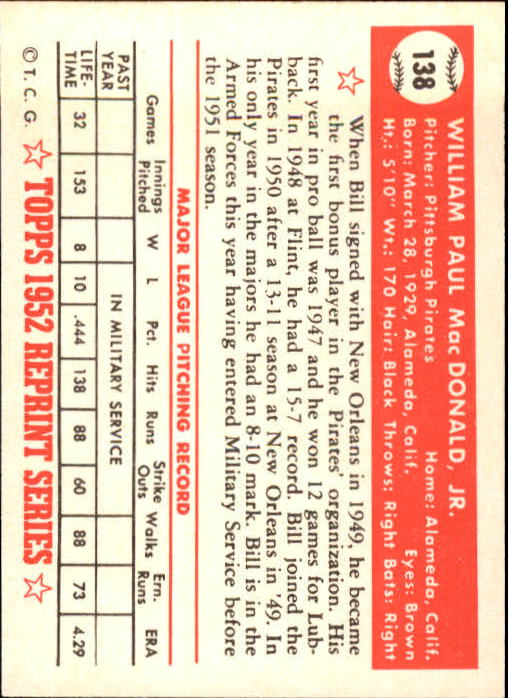 138
WILLIAM PAUL Mac DONALD, JR.
Pitcher: Pittsburgh Pirates Home: Alameda, Calif.
Born: March 28, 1929, Alameda, Calif. Eyes: Brown
Ht.: 5'10" Wt.: 170 Hair: Black Throws: Right Bats: Right
When Bill signed with New Orleans in 1949, he became
the first bonus player in the Pirates' organization. His
first year in pro ball was 1947 and he won 12 games for Lub-
back. In 1948 at Flint, he had a 15-7 record. Bill joined the
Pirates in 1950 after a 13-11 season at New Orleans in '49. In
his only year in the majors he had an 8-10 mark. Bill is in the
Armed Forces this year having entered Military Service before
the 1951 season.
MAJOR LEAGUE PITCHING RECORD
Games Innings Pitched W L Pct. Hits Runs Strike Outs Walks Ern. Runs ERA
PAST YEAR IN MILITARY SERVICE
LIFE-TIME 32 153 8 10 .444 138 88 60 88 73 4.29
© T. C. G. TOPPS 1952 REPRINT SERIES